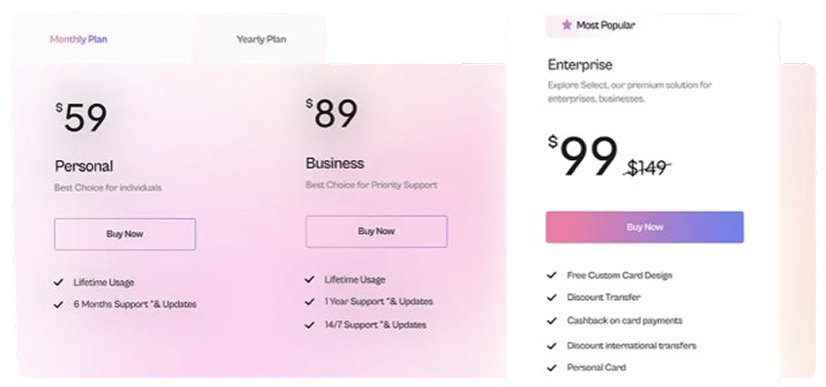 Monthly Plan
Yearly Plan
$59
Personal
Best Choice for individuals
Buy Now
Lifetime Usage
6 Months Support *& Updates
$89
Business
Best Choice for Priority Support
Buy Now
Lifetime Usage
1 Year Support *& Updates
14/7 Support *& Updates
Most Popular
Enterprise
Explore Select, our premium solution for
enterprises, businesses.
$99 $149
Buy Now
Free Custom Card Design
Discount Transfer
Cashback on card payments
Discount international transfers
Personal Card